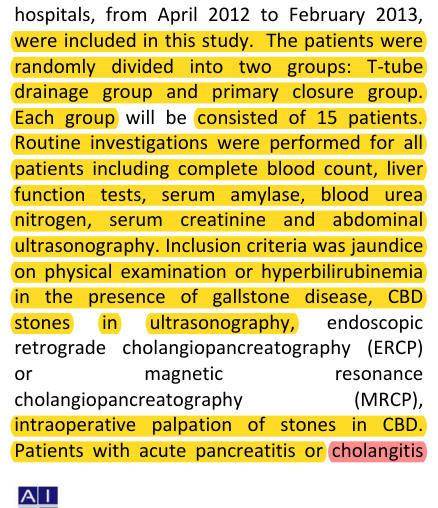 hospitals, from April 2012 to February 2013,
were included in this study. The patients were
randomly divided into two groups: T-tube
drainage group and primary closure group.
Each group will be consisted of 15 patients.
Routine investigations were performed for all
patients including complete blood count, liver
function tests, serum amylase, blood urea
nitrogen, serum creatinine and abdominal
ultrasonography. Inclusion criteria was jaundice
on physical examination or hyperbilirubinemia
in the presence of gallstone disease, CBD
stones in ultrasonography, endoscopic
retrograde cholangiopancreatography (ERCP)
or magnetic resonance
cholangiopancreatography (MRCP),
intraoperative palpation of stones in CBD.
Patients with acute pancreatitis or cholangitis
AI